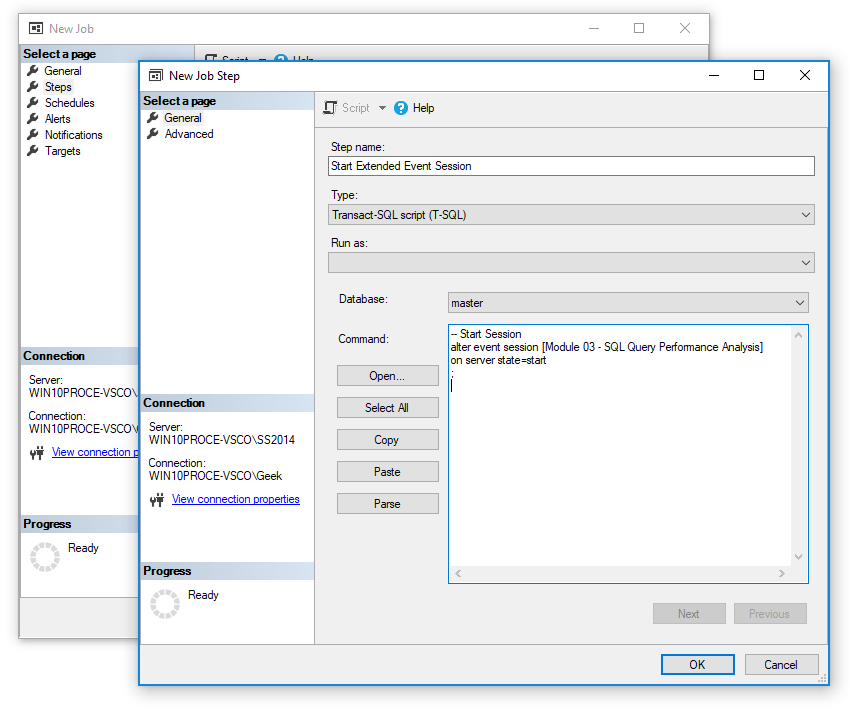 New Job
Select a page
General
Steps
Schedules
Alerts
Notifications
Targets
Script
Help
Connection
Server:
WIN10PROCE-VSCO\
Connection:
WIN10PROCE-VSCO\
View connection p
Progress
Ready
New Job Step
Select a page
General
Advanced
Connection
Server:
WIN10PROCE-VSCO\SS2014
Connection:
WIN10PROCE-VSCO\Geek
View connection properties
Progress
Ready
Script
Help
Step name:
Start Extended Event Session
Type:
Transact-SQL script (T-SQL)
Run as:
Database:
master
Command:
-- Start Session
alter event session [Module 03 - SQL Query Performance Analysis]
on server state=start
;
Open...
Select All
Copy
Paste
Parse
Next
Previous
OK
Cancel